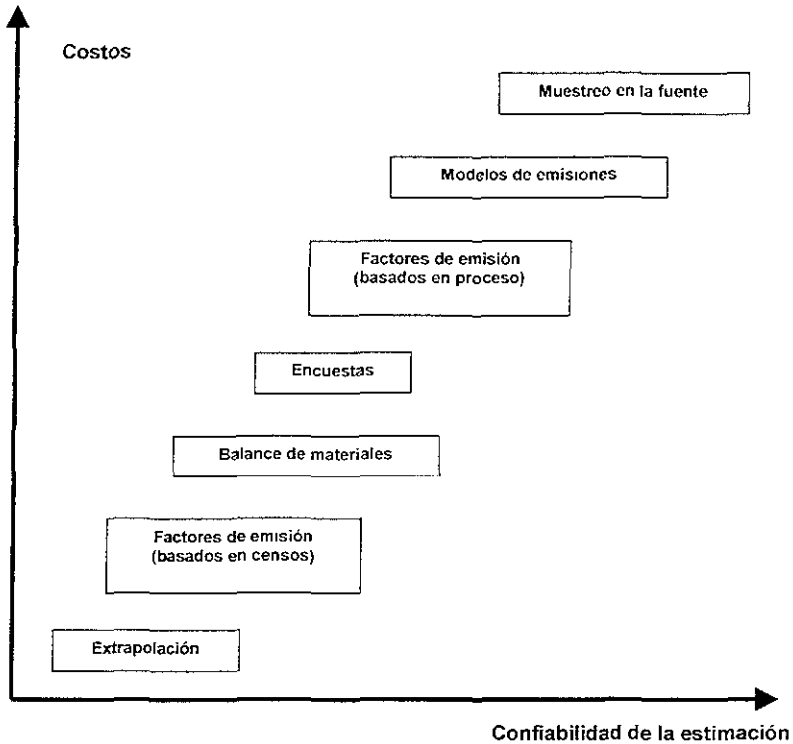 Costos
Muestreo en la fuente
Modelos de emisiones
Factores de emisión
(basados en proceso)
Encuestas
Balance de materiales
Factores de emisión
(basados en censos)
Extrapolación
Confiabilidad de la estimación